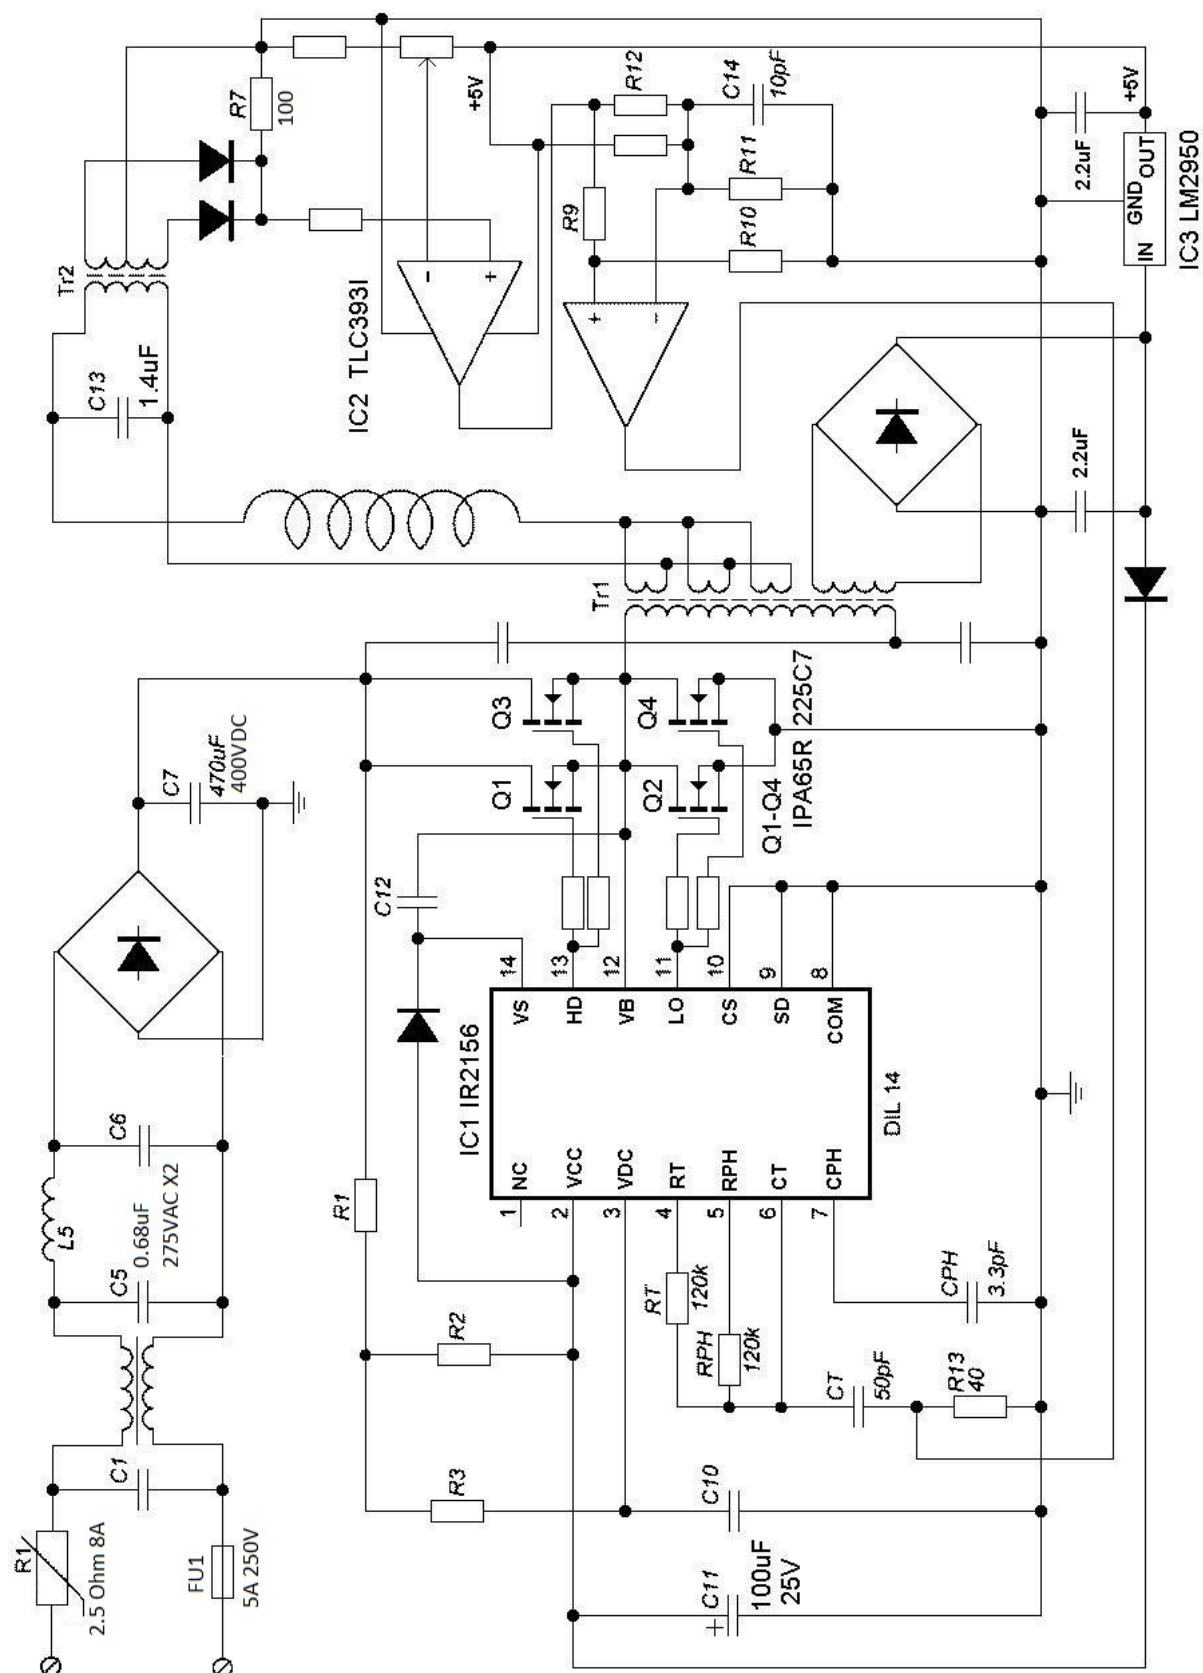 R1
2.5 Ohm 8A
FU1
5A 250V
C1
C5
0.68uF
275VAC X2
L5
C6
C7
470uF
400VDC
C13
1.4uF
Tr2
R7
100
R3
R2
R1
C12
IC1 IR2156
1
NC
2
VCC
3
VDC
4
RT
5
RPH
6
CT
7
CPH
VS
14
HD
13
VB
12
LO
11
CS
10
SD
9
COM
8
DIL 14
Q1
Q3
Q2
Q4
Q1-Q4
IPA65R 225C7
Tr1
IC2 TLC393I
−
+
+
−
+5V
R9
R12
R10
R11
C14
10pF
C11
+
100uF
25V
C10
RT
120k
RPH
120k
CT
50pF
R13
40
CPH
3.3pF
2.2uF
2.2uF
+5V
IN
GND
OUT
IC3 LM2950